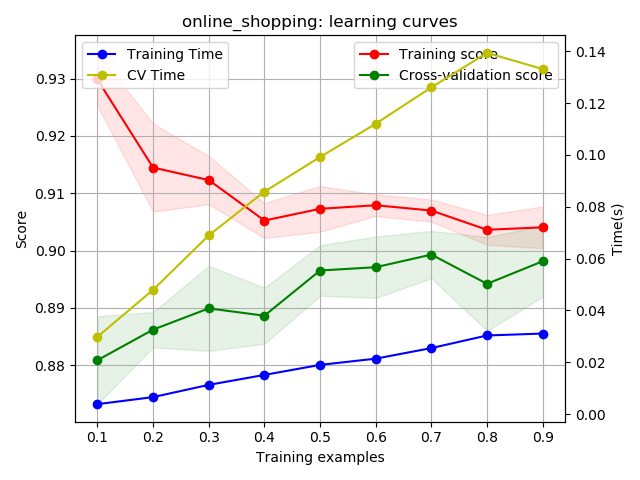 online_shopping: learning curves
Training Time
CV Time
Training score
Cross-validation score
Score
0.93
0.92
0.91
0.90
0.89
0.88
0.14
0.12
0.10
0.08
0.06
0.04
0.02
0.00
Time(s)
0.1 0.2 0.3 0.4 0.5 0.6 0.7 0.8 0.9
Training examples